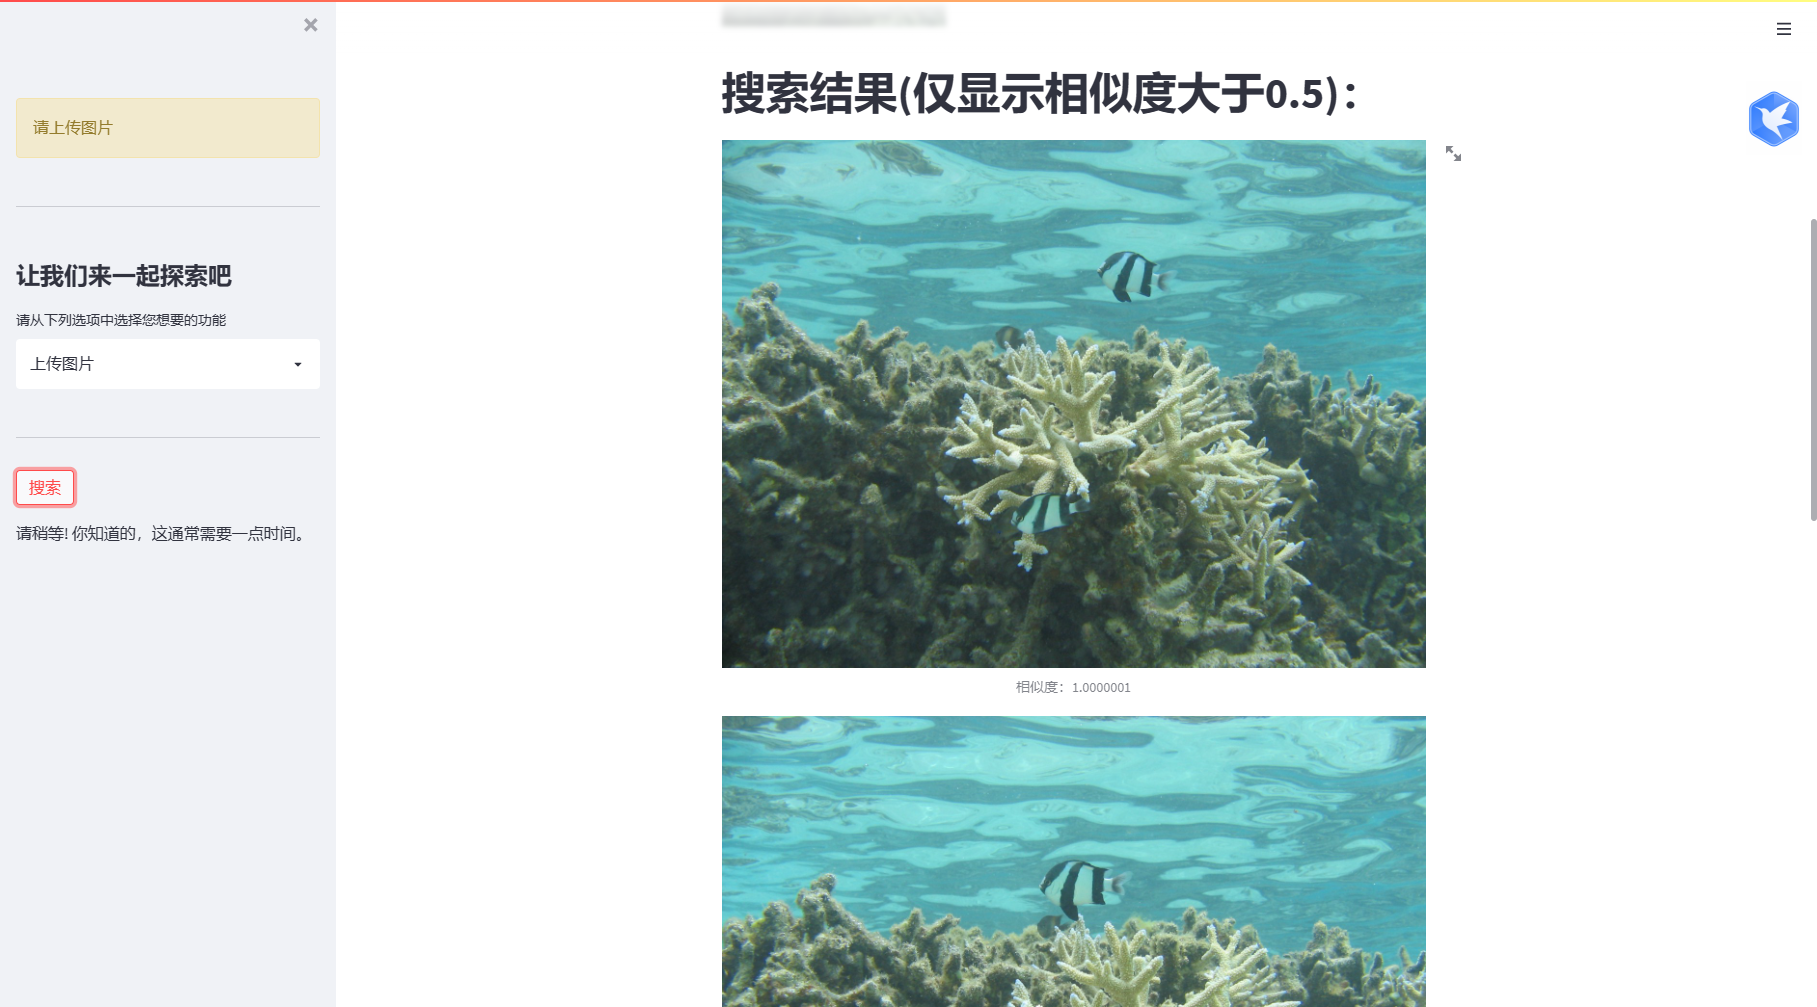 请上传图片
让我们来一起探索吧
请从下列选项中选择您想要的功能
上传图片
搜索
请稍等! 你知道的，这通常需要一点时间。
搜索结果(仅显示相似度大于0.5)：
相似度：1.0000001